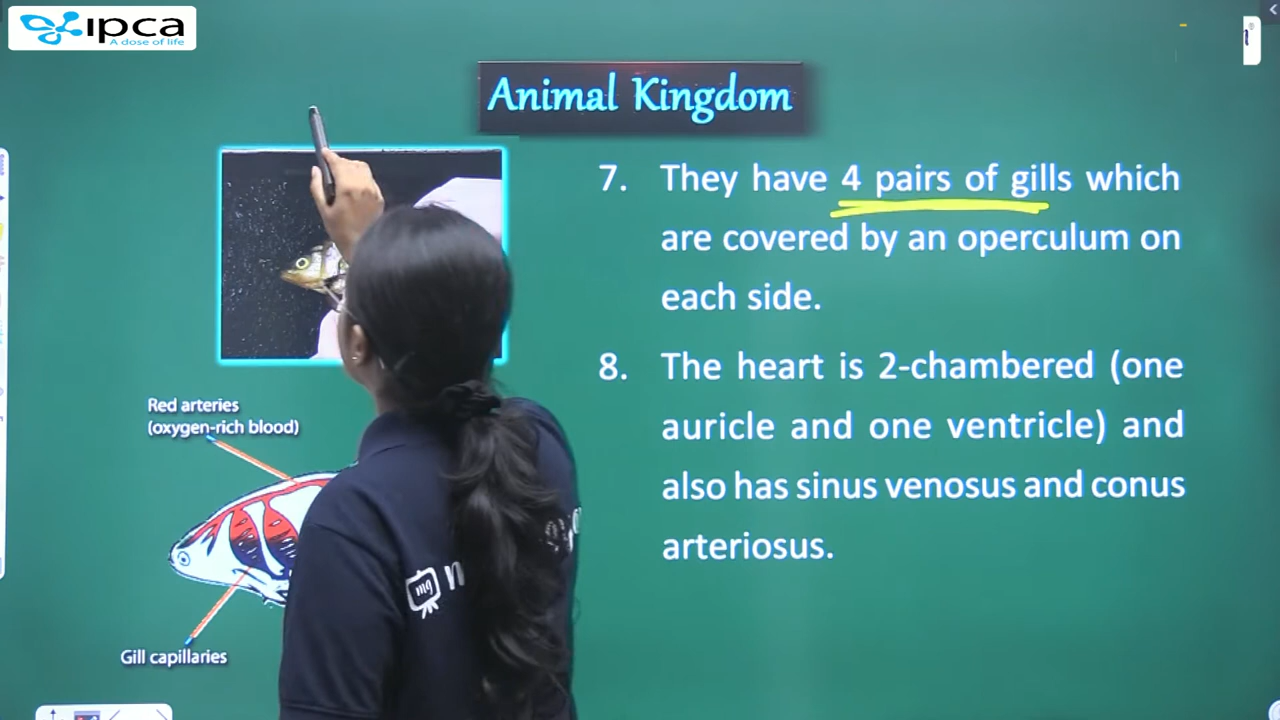 ipca
A dose of life
Animal Kingdom
7. They have 4 pairs of gills which
are covered by an operculum on
each side.
8. The heart is 2-chambered (one
auricle and one ventricle) and
also has sinus venosus and conus
arteriosus.
Red arteries
(oxygen-rich blood)
Gill capillaries
mg